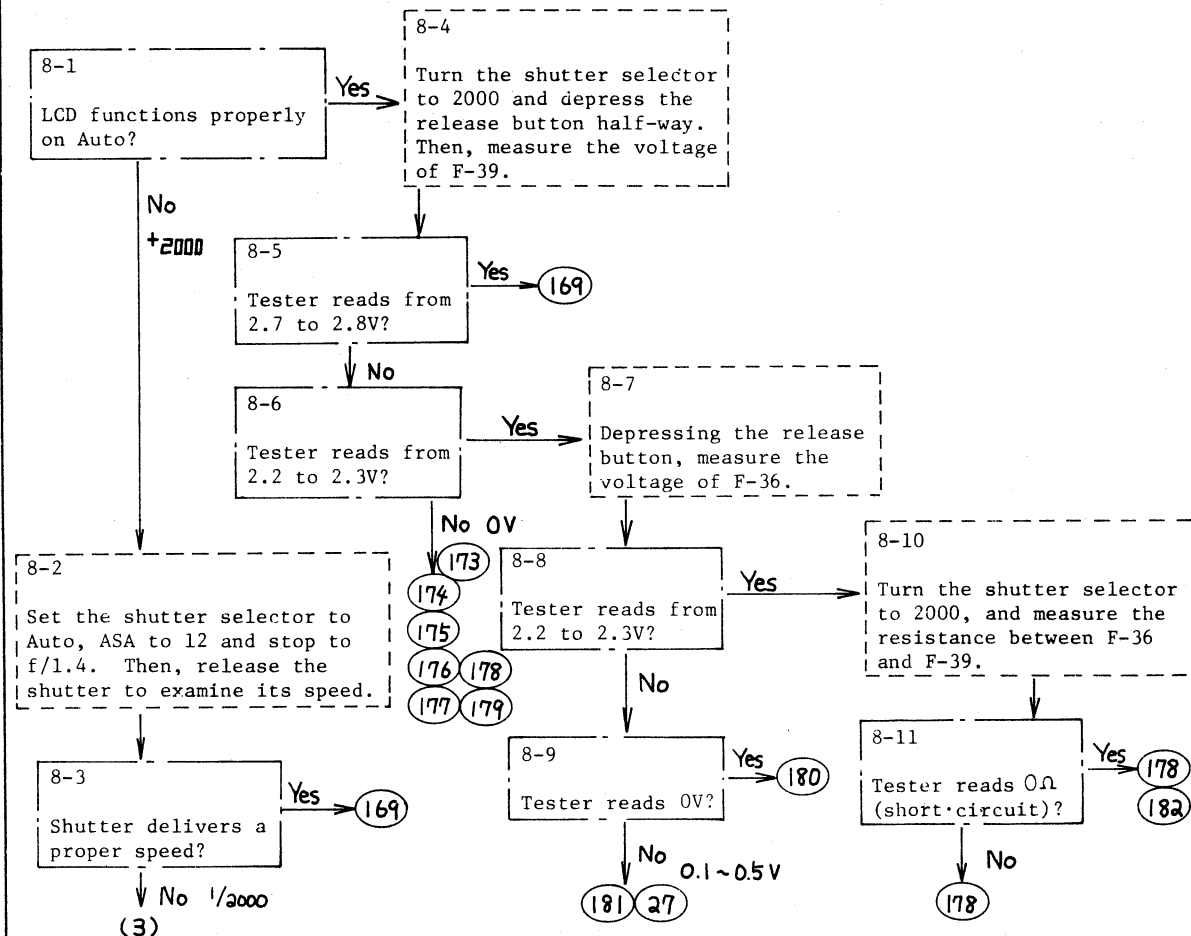 8-1
LCD functions properly
on Auto?
Yes
No
+2000
8-4
Turn the shutter selector
to 2000 and depress the
release button half-way.
Then, measure the voltage
of F-39.
8-5
Tester reads from
2.7 to 2.8V?
Yes
169
No
8-6
Tester reads from
2.2 to 2.3V?
Yes
No 0V
173
174
175
176 178
177 179
8-7
Depressing the release
button, measure the
voltage of F-36.
8-2
Set the shutter selector to
Auto, ASA to 12 and stop to
f/1.4. Then, release the
shutter to examine its speed.
8-3
Shutter delivers a
proper speed?
Yes
169
No 1/2000
(3)
8-8
Tester reads from
2.2 to 2.3V?
Yes
No
8-9
Tester reads 0V?
Yes
180
No 0.1~0.5V
181 27
8-10
Turn the shutter selector
to 2000, and measure the
resistance between F-36
and F-39.
8-11
Tester reads 0Ω
(short·circuit)?
Yes
178
182
No
178